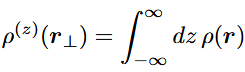 ρ^{(z)}(𝒓_⊥) = ∫_{−∞}^{∞} dz ρ(𝒓)